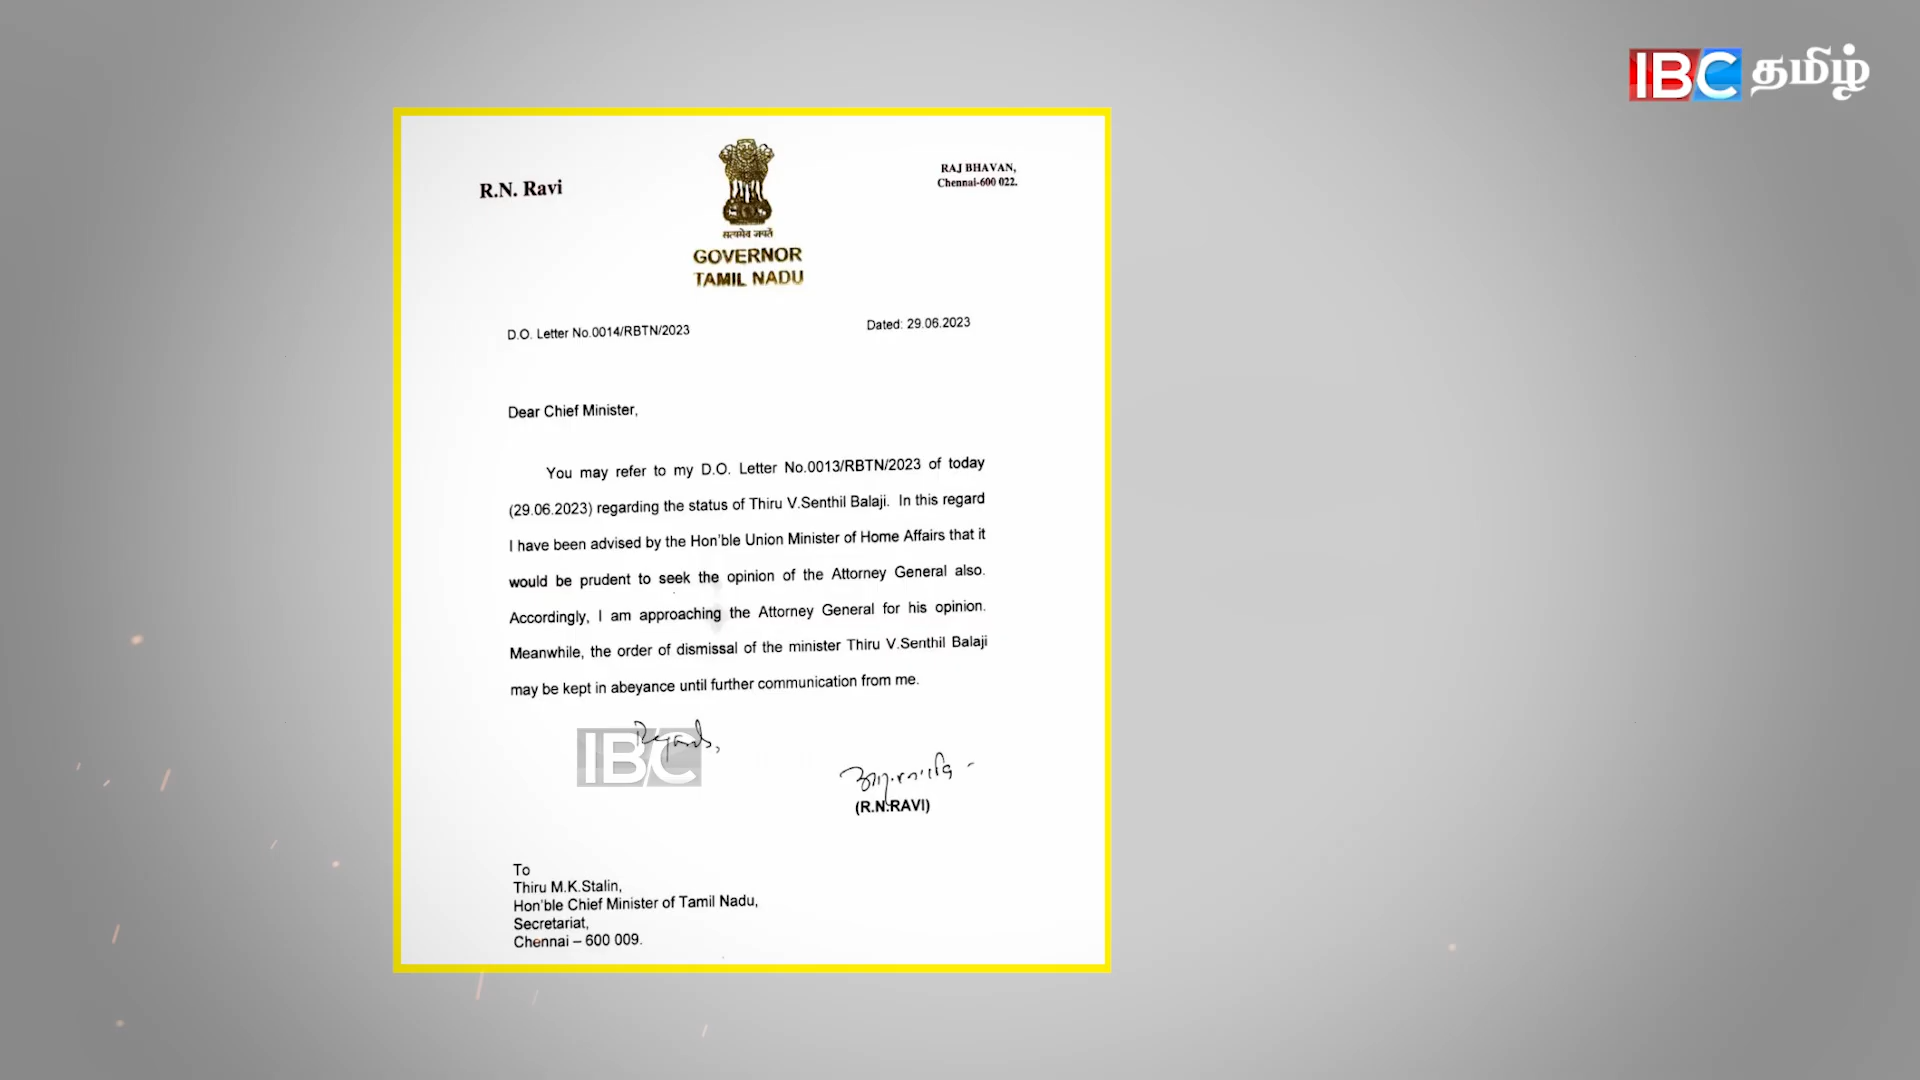 IBC தமிழ்
R.N. Ravi
RAJ BHAVAN,
Chennai-600 022.
सत्यमेव जयते
GOVERNOR
TAMIL NADU
D.O. Letter No.0014/RBTN/2023
Dated: 29.06.2023
Dear Chief Minister,
You may refer to my D.O. Letter No.0013/RBTN/2023 of today
(29.06.2023) regarding the status of Thiru V.Senthil Balaji. In this regard
I have been advised by the Hon'ble Union Minister of Home Affairs that it
would be prudent to seek the opinion of the Attorney General also.
Accordingly, I am approaching the Attorney General for his opinion.
Meanwhile, the order of dismissal of the minister Thiru V.Senthil Balaji
may be kept in abeyance until further communication from me.
Regards,
IBC
(R.N.RAVI)
To
Thiru M.K.Stalin,
Hon'ble Chief Minister of Tamil Nadu,
Secretariat,
Chennai – 600 009.